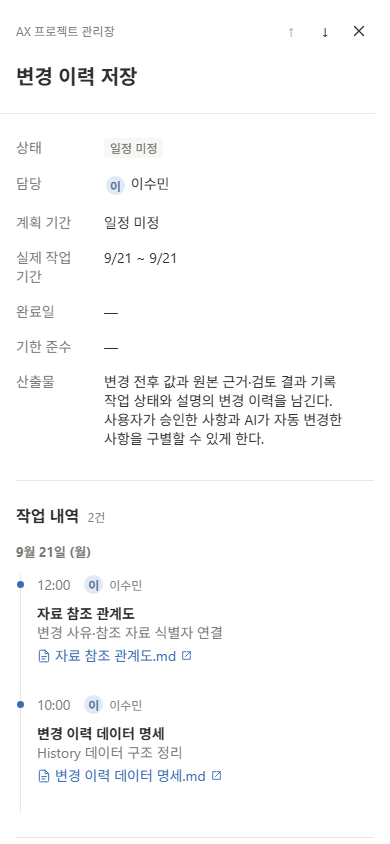 AX 프로젝트 관리장 ↑ ↓ ×
변경 이력 저장
상태 일정 미정
담당 이 이수민
계획 기간 일정 미정
실제 작업 기간 9/21 ~ 9/21
완료일 —
기한 준수 —
산출물 변경 전후 값과 원본 근거·검토 결과 기록
작업 상태와 설명의 변경 이력을 남긴다.
사용자가 승인한 사항과 AI가 자동 변경한
사항을 구별할 수 있게 한다.
작업 내역 2건
9월 21일 (월)
12:00 이 이수민
자료 참조 관계도
변경 사유·참조 자료 식별자 연결
자료 참조 관계도.md
10:00 이 이수민
변경 이력 데이터 명세
History 데이터 구조 정리
변경 이력 데이터 명세.md